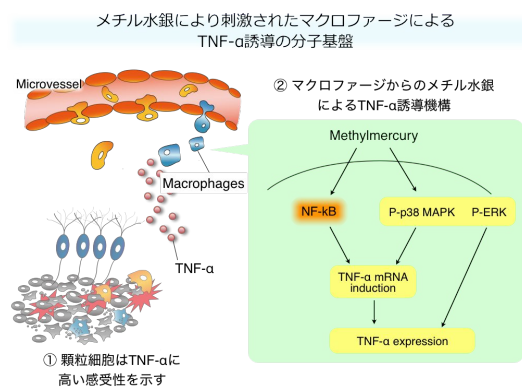 メチル水銀により刺激されたマクロファージによる
TNF-α誘導の分子基盤
Microvessel
② マクロファージからのメチル水銀
によるTNF-α誘導機構
Methylmercury
Macrophages
NF-kB
P-p38 MAPK
P-ERK
TNF-α
TNF-α mRNA
induction
TNF-α expression
① 顆粒細胞はTNF-αに
高い感受性を示す